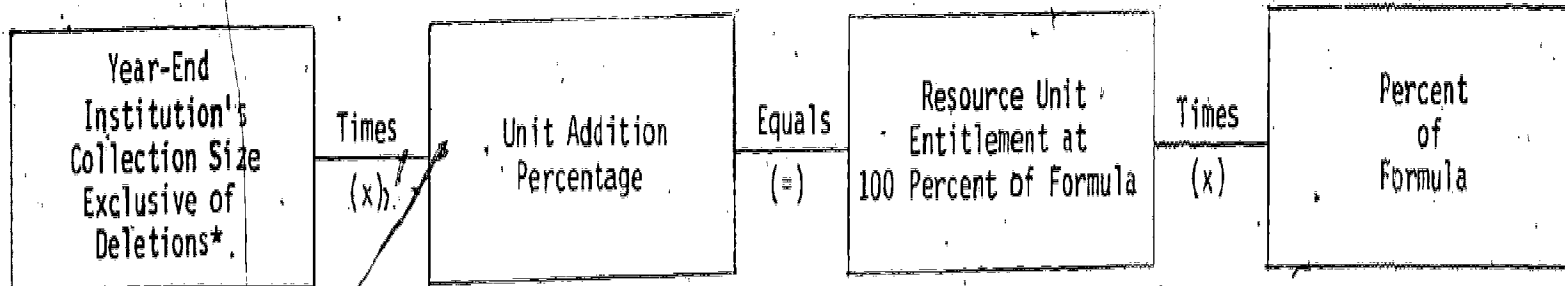 Year-End
Institution's
Collection Size
Exclusive of
Deletions*.
Times
(x)
Unit Addition
Percentage
Equals
(=)
Resource Unit
Entitlement at
100 Percent of Formula
Times
(x)
Percent
of
Formula